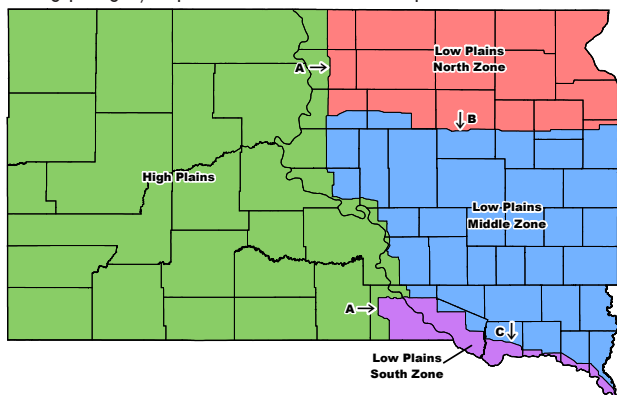 Low Plains
North Zone
A
B
High Plains
Low Plains
Middle Zone
A
C
Low Plains
South Zone